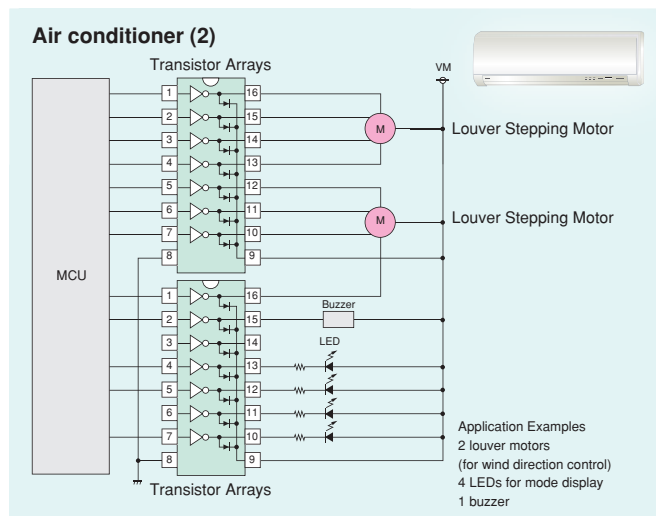 Air conditioner (2)
Transistor Arrays
VM
1 16
2 15
3 14
4 13
5 12
6 11
7 10
8 9
M
Louver Stepping Motor
M
Louver Stepping Motor
MCU
1 16
2 15
3 14
4 13
5 12
6 11
7 10
8 9
Buzzer
LED
Transistor Arrays
Application Examples
2 louver motors
(for wind direction control)
4 LEDs for mode display
1 buzzer